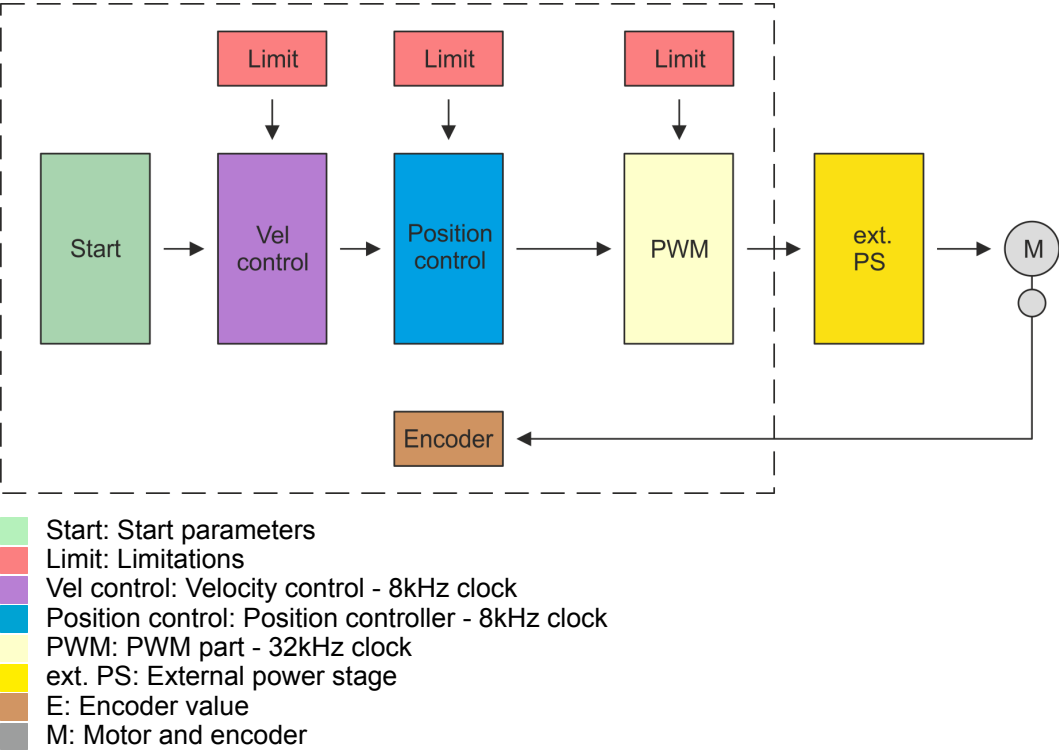 Limit
Limit
Limit
Start
Vel
control
Position
control
PWM
ext.
PS
M
Encoder
Start: Start parameters
Limit: Limitations
Vel control: Velocity control - 8kHz clock
Position control: Position controller - 8kHz clock
PWM: PWM part - 32kHz clock
ext. PS: External power stage
E: Encoder value
M: Motor and encoder